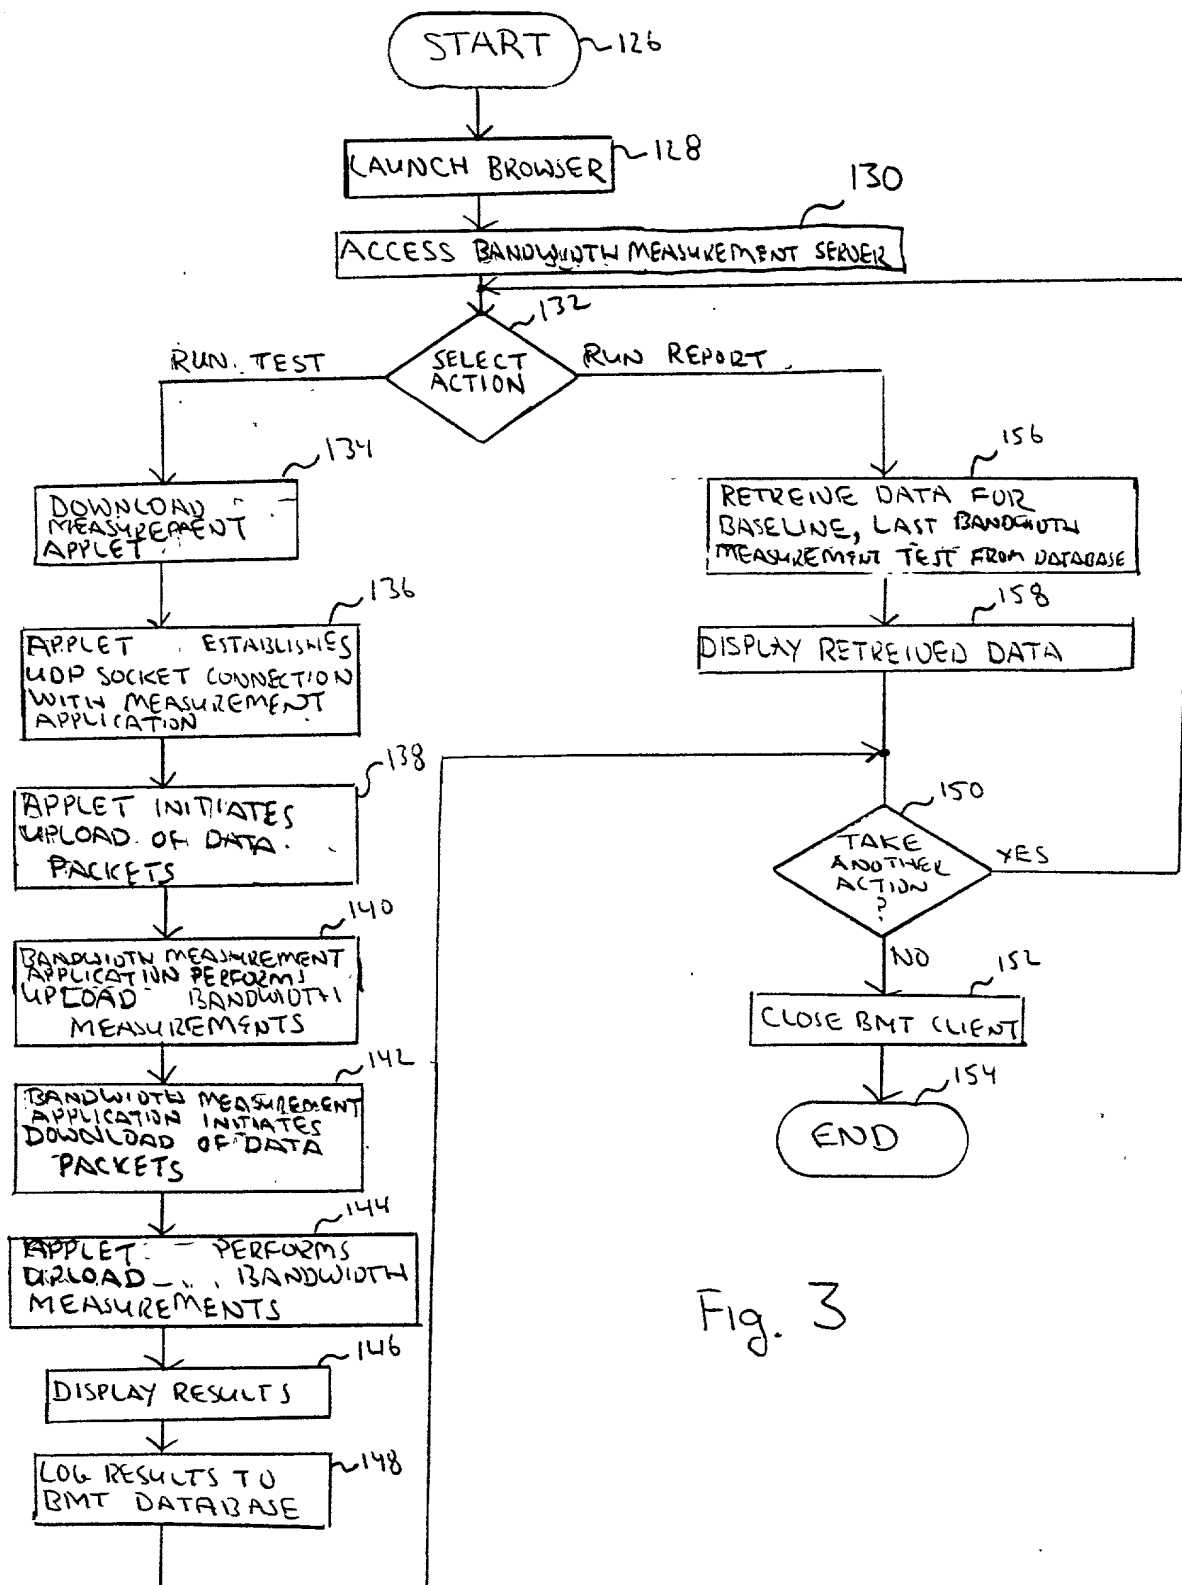 START
126
LAUNCH BROWSER
128
130
ACCESS BANDWIDTH MEASUREMENT SERVER
132
SELECT
ACTION
RUN TEST
RUN REPORT
134
DOWNLOAD
MEASUREMENT
APPLET
136
APPLET ESTABLISHES
UDP SOCKET CONNECTION
WITH MEASUREMENT
APPLICATION
138
APPLET INITIATES
UPLOAD OF DATA
PACKETS
140
BANDWIDTH MEASUREMENT
APPLICATION PERFORMS
UPLOAD BANDWIDTH
MEASUREMENTS
142
BANDWIDTH MEASUREMENT
APPLICATION INITIATES
DOWNLOAD OF DATA
PACKETS
144
APPLET PERFORMS
BANDWIDTH
MEASUREMENTS
146
DISPLAY RESULTS
148
LOG RESULTS TO
BMT DATABASE
156
RETREIVE DATA FOR
BASELINE, LAST BANDWIDTH
MEASUREMENT TEST FROM DATABASE
158
DISPLAY RETREIVED DATA
150
TAKE
ANOTHER
ACTION
?
YES
NO
152
CLOSE BMT CLIENT
154
END
Fig. 3